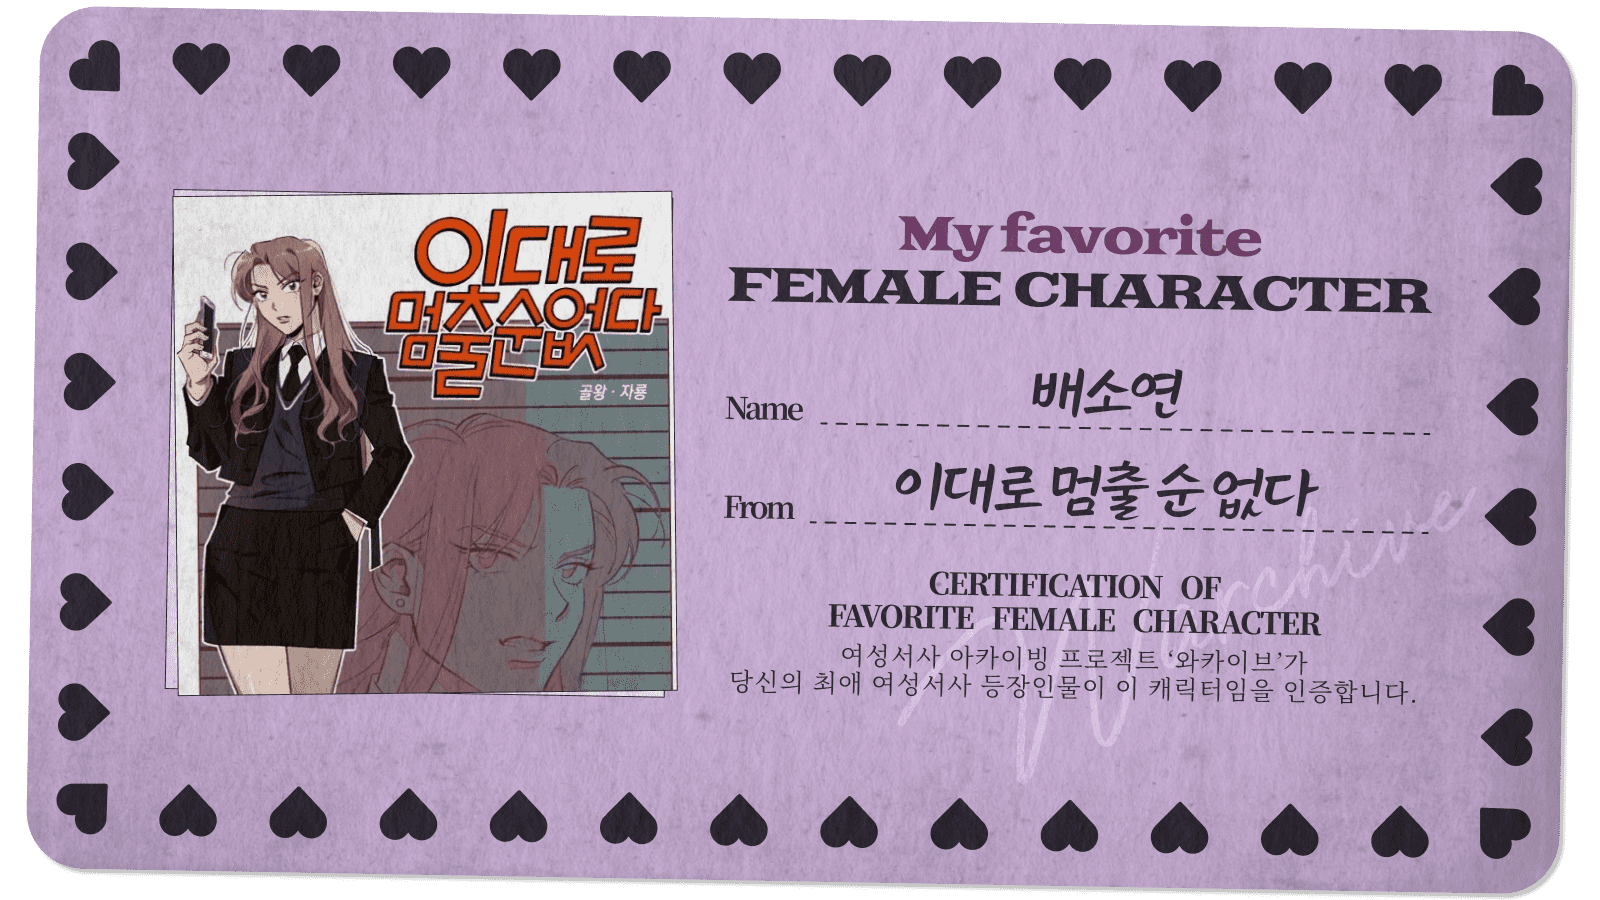 이대로
멈출 순 없다
골왕 · 자룡
My favorite
FEMALE CHARACTER
Name 배소연
From 이대로 멈출 순 없다
CERTIFICATION OF
FAVORITE FEMALE CHARACTER
여성서사 아카이빙 프로젝트 ‘와카이브’가
당신의 최애 여성서사 등장인물이 이 캐릭터임을 인증합니다.
Warchive